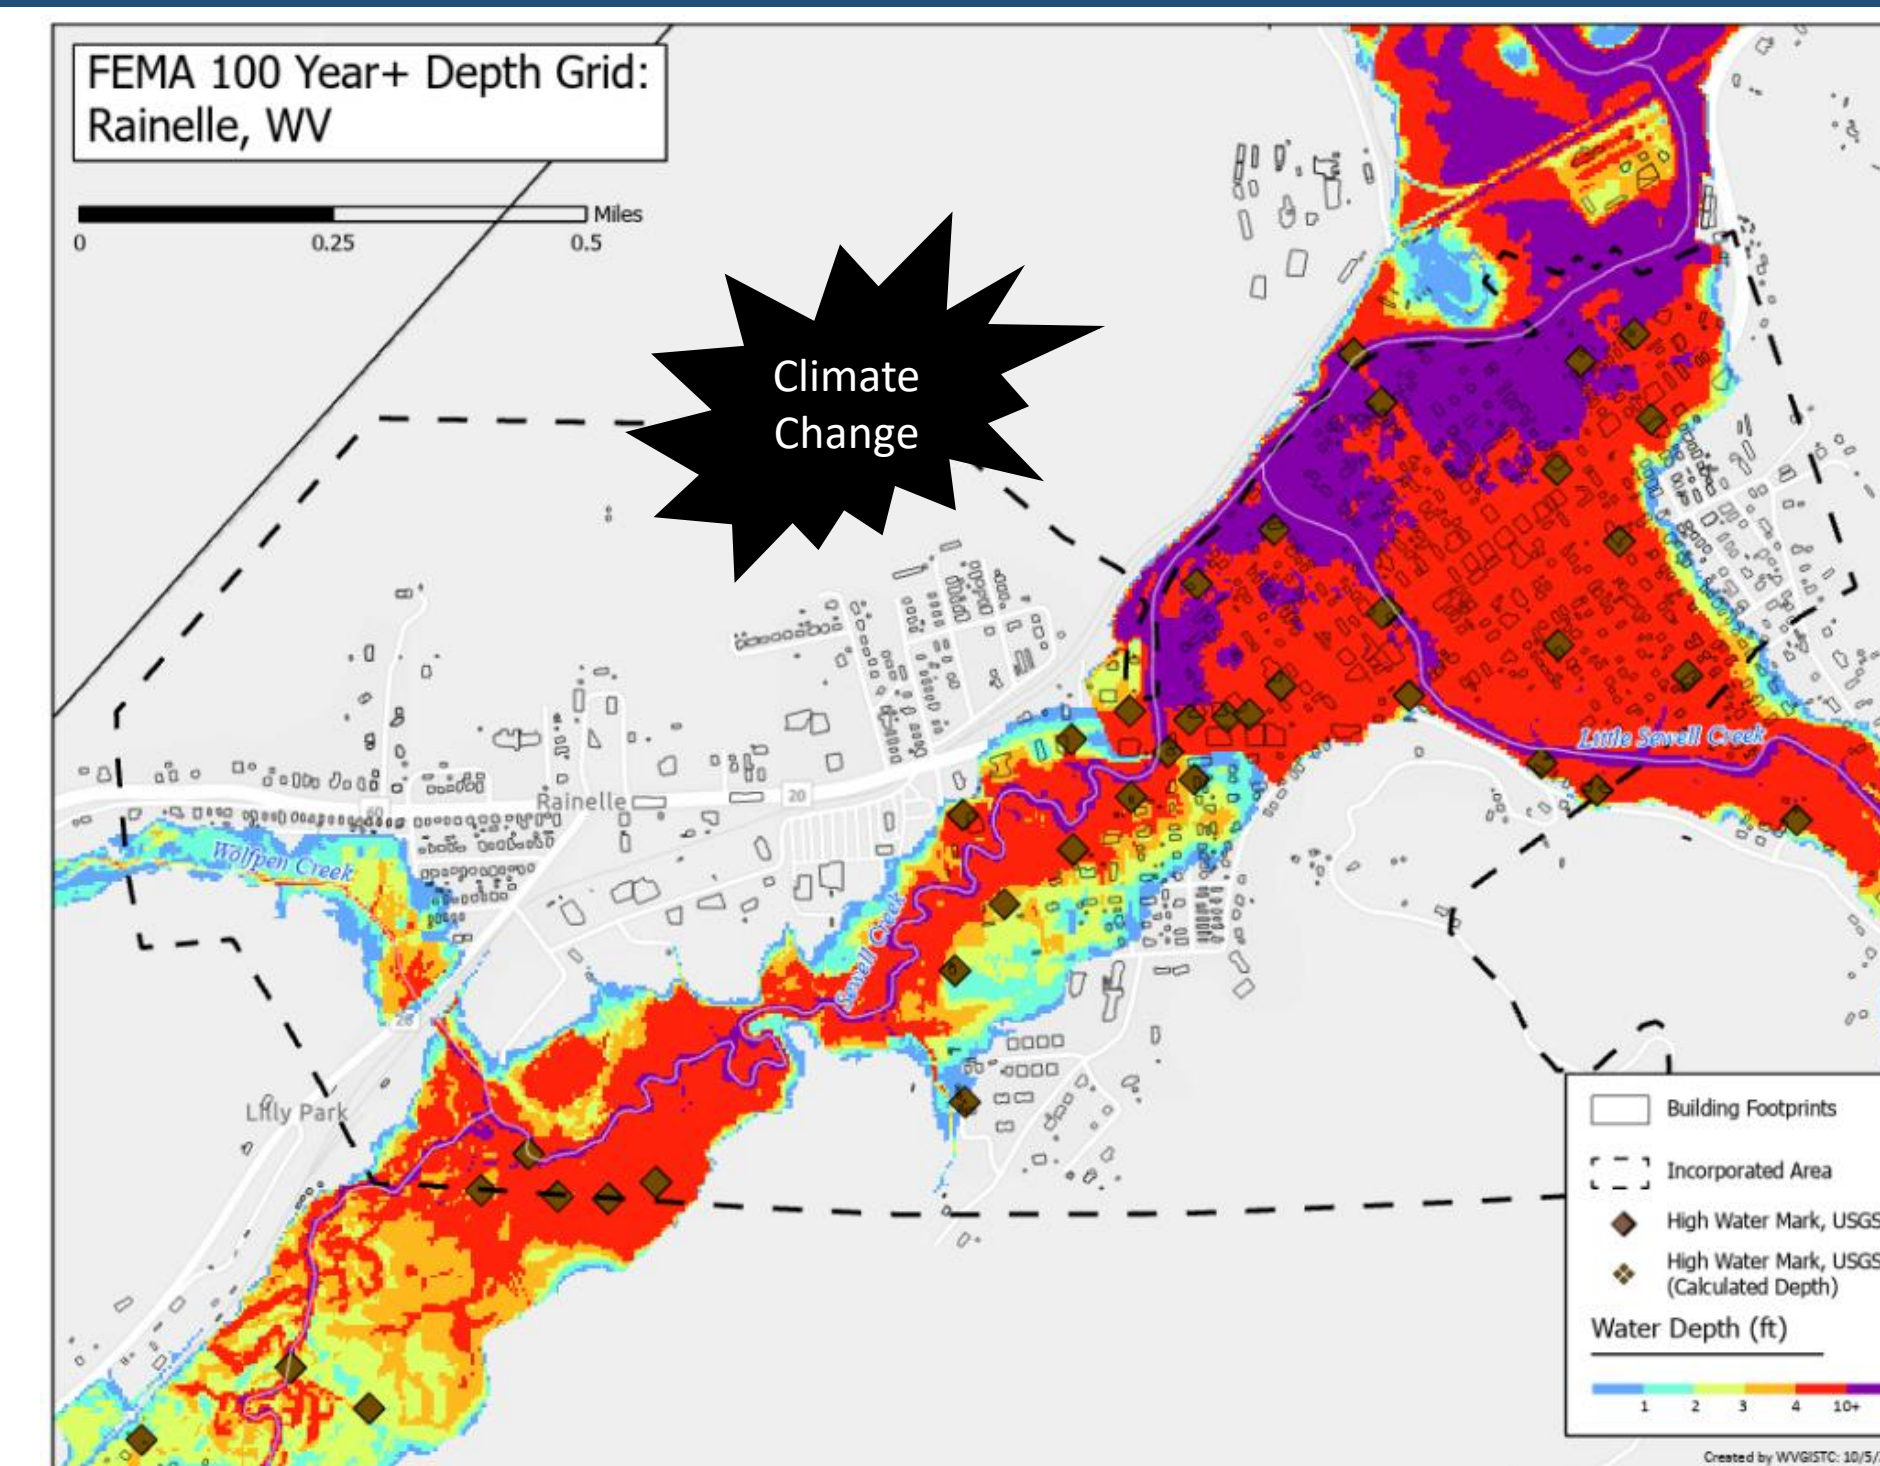 FEMA 100 Year+ Depth Grid:
Rainelle, WV
Miles
0 0.25 0.5
Climate
Change
Little Sewell Creek
Rainelle
20
60
Wolfpen Creek
Sewell Creek
20
Lilly Park
Building Footprints
Incorporated Area
High Water Mark, USGS
High Water Mark, USGS
(Calculated Depth)
Water Depth (ft)
1 2 3 4 10+
Created by WVGISTC: 10/5/